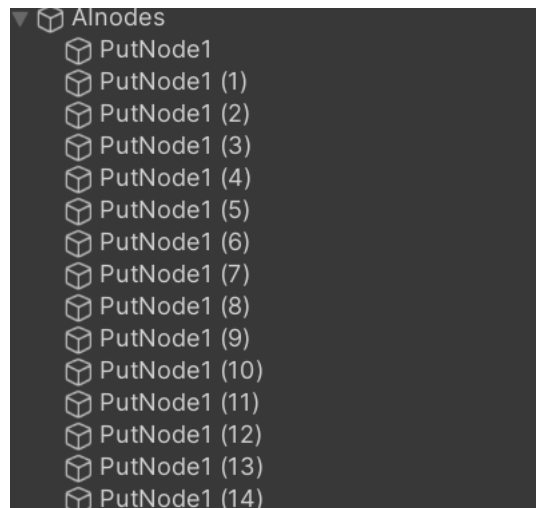 AInodes
PutNode1
PutNode1 (1)
PutNode1 (2)
PutNode1 (3)
PutNode1 (4)
PutNode1 (5)
PutNode1 (6)
PutNode1 (7)
PutNode1 (8)
PutNode1 (9)
PutNode1 (10)
PutNode1 (11)
PutNode1 (12)
PutNode1 (13)
PutNode1 (14)